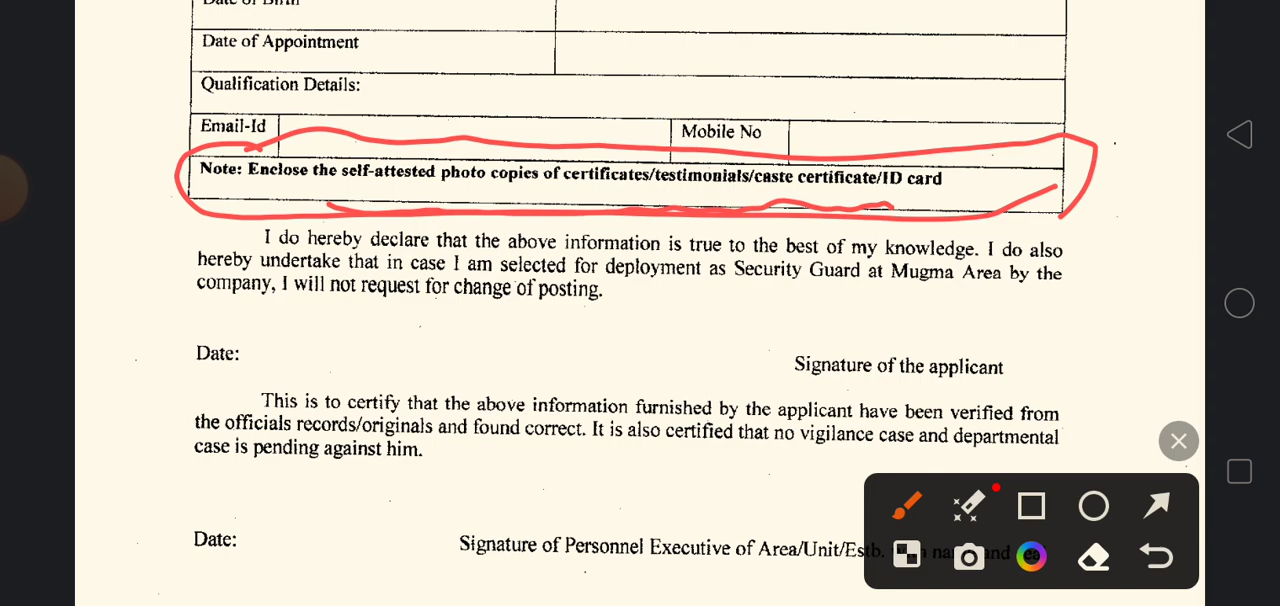 Date of Birth
Date of Appointment
Qualification Details:
Email-Id
Mobile No
Note: Enclose the self-attested photo copies of certificates/testimonials/caste certificate/ID card
I do hereby declare that the above information is true to the best of my knowledge. I do also
hereby undertake that in case I am selected for deployment as Security Guard at Mugma Area by the
company, I will not request for change of posting.
Date:
Signature of the applicant
This is to certify that the above information furnished by the applicant have been verified from
the officials records/originals and found correct. It is also certified that no vigilance case and departmental
case is pending against him.
Date:
Signature of Personnel Executive of Area/Unit/Estb. and